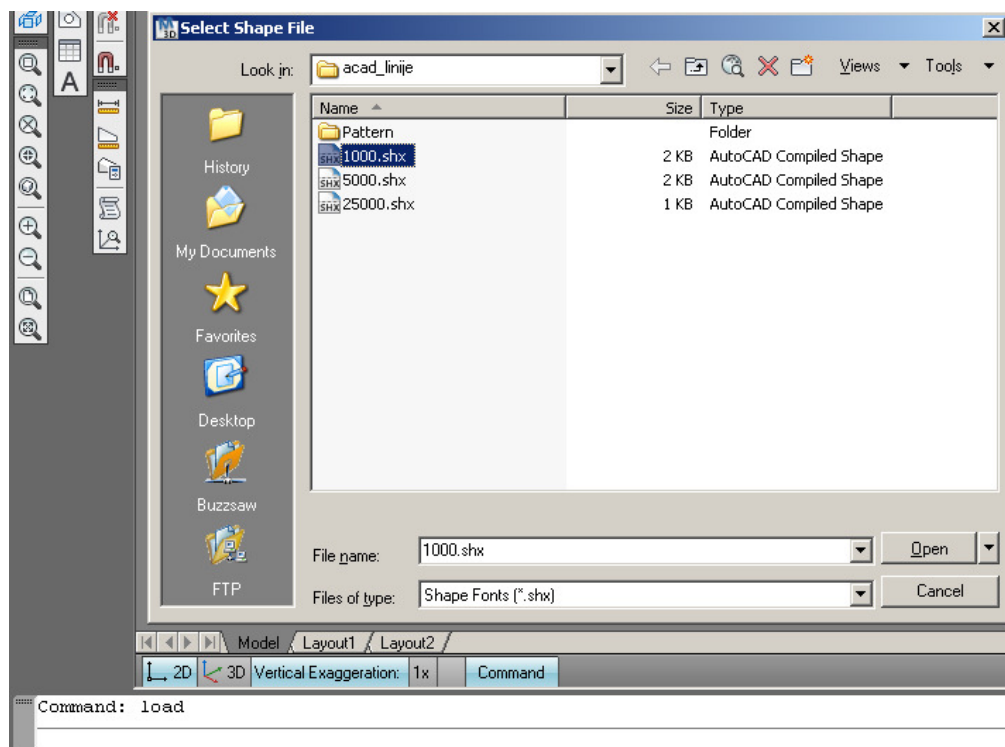 Select Shape File
Look in: acad_linije Views Tools
Name Size Type
Pattern Folder
1000.shx 2 KB AutoCAD Compiled Shape
5000.shx 2 KB AutoCAD Compiled Shape
25000.shx 1 KB AutoCAD Compiled Shape
History
My Documents
Favorites
Desktop
Buzzsaw
FTP
File name: 1000.shx Open
Files of type: Shape Fonts (*.shx) Cancel
Model Layout1 Layout2
2D 3D Vertical Exaggeration: 1x Command
Command: load